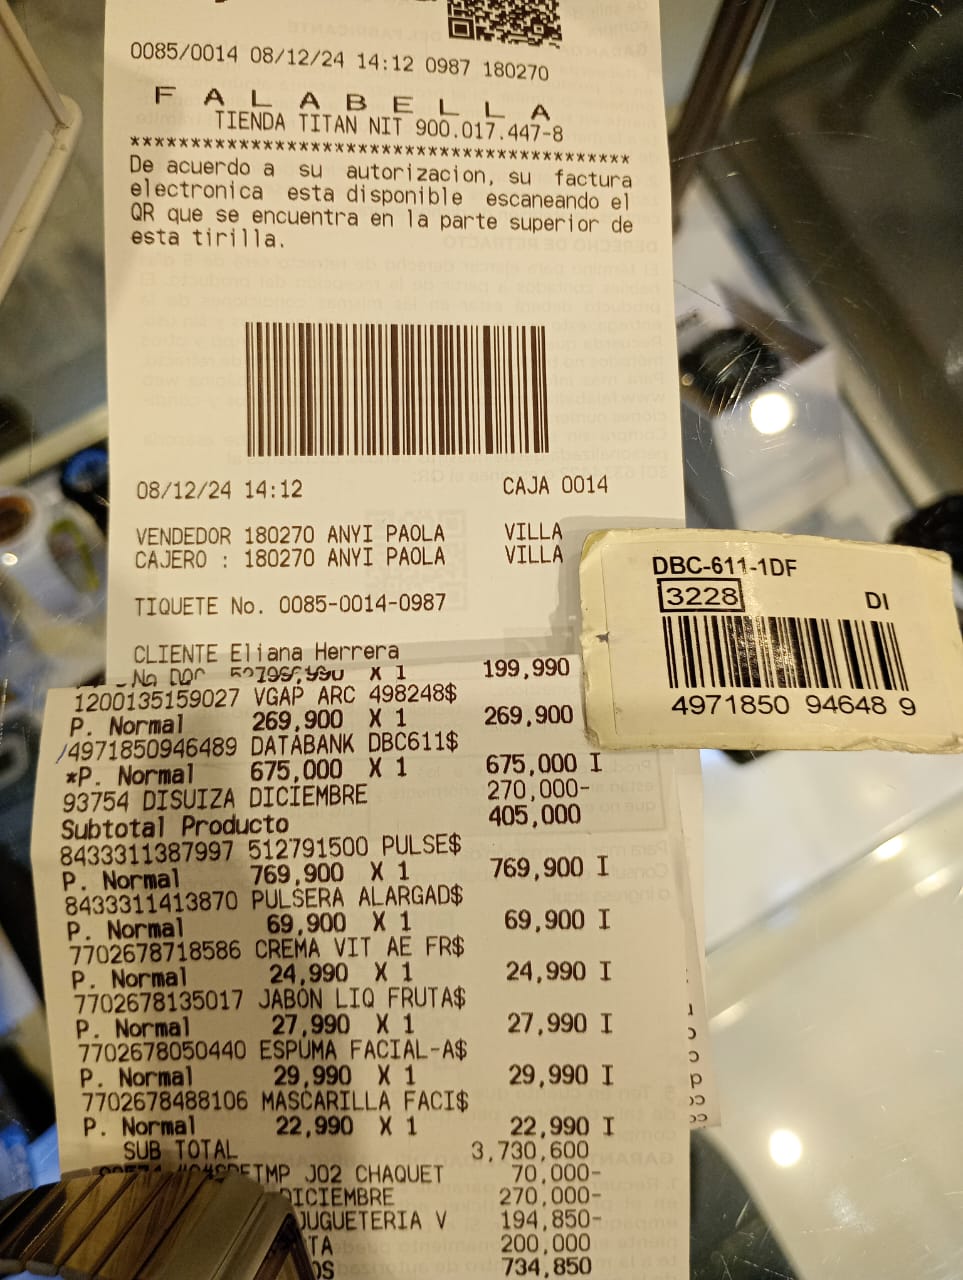 0085/0014 08/12/24 14:12 0987 180270
F A L A B E L L A
TIENDA TITAN NIT 900.017.447-8
****************************************
De acuerdo a su autorizacion, su factura
electronica esta disponible escaneando el
QR que se encuentra en la parte superior de
esta tirilla.
08/12/24 14:12 CAJA 0014
VENDEDOR 180270 ANYI PAOLA VILLA
CAJERO : 180270 ANYI PAOLA VILLA
TIQUETE No. 0085-0014-0987
CLIENTE Eliana Herrera
X 1 199,990
1200135159027 VGAP ARC 498248$
P. Normal 269,900 X 1 269,900
4971850946489 DATABANK DBC611$
*P. Normal 675,000 X 1 675,000 I
93754 DISUIZA DICIEMBRE 270,000-
Subtotal Producto 405,000
8433311387997 512791500 PULSE$
P. Normal 769,900 X 1 769,900 I
8433311413870 PULSERA ALARGAD$
P. Normal 69,900 X 1 69,900 I
7702678718586 CREMA VIT AE FR$
P. Normal 24,990 X 1 24,990 I
7702678135017 JABON LIQ FRUTA$
P. Normal 27,990 X 1 27,990 I
7702678050440 ESPUMA FACIAL-A$
P. Normal 29,990 X 1 29,990 I
7702678488106 MASCARILLA FACI$
P. Normal 22,990 X 1 22,990 I
SUB TOTAL 3,730,600
JO2 CHAQUET 70,000-
DICIEMBRE 270,000-
JUGUETERIA V 194,850-
TA 200,000
OS 734,850
DBC-611-1DF
3228 DI
4971850 94648 9